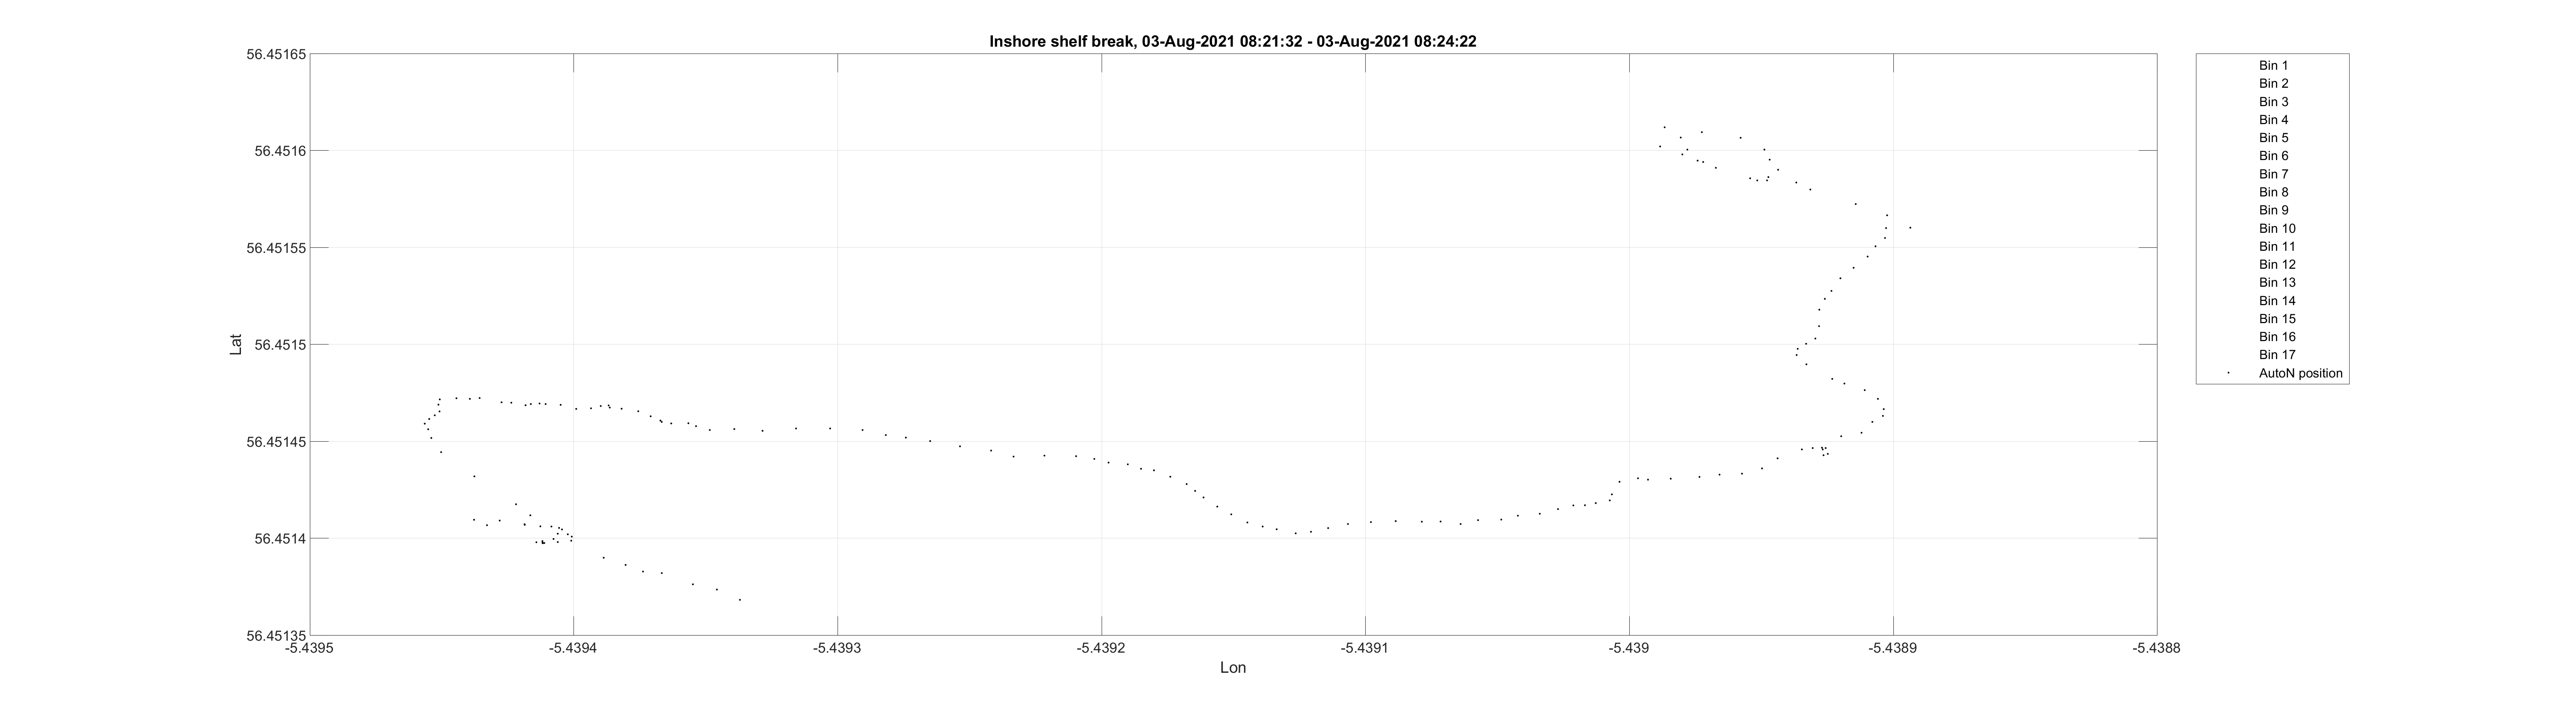 Inshore shelf break, 03-Aug-2021 08:21:32 - 03-Aug-2021 08:24:22
56.45165
56.4516
56.45155
56.4515
56.45145
56.4514
56.45135
Lat
-5.4395
-5.4394
-5.4393
-5.4392
-5.4391
-5.439
-5.4389
-5.4388
Lon
Bin 1
Bin 2
Bin 3
Bin 4
Bin 5
Bin 6
Bin 7
Bin 8
Bin 9
Bin 10
Bin 11
Bin 12
Bin 13
Bin 14
Bin 15
Bin 16
Bin 17
AutoN position